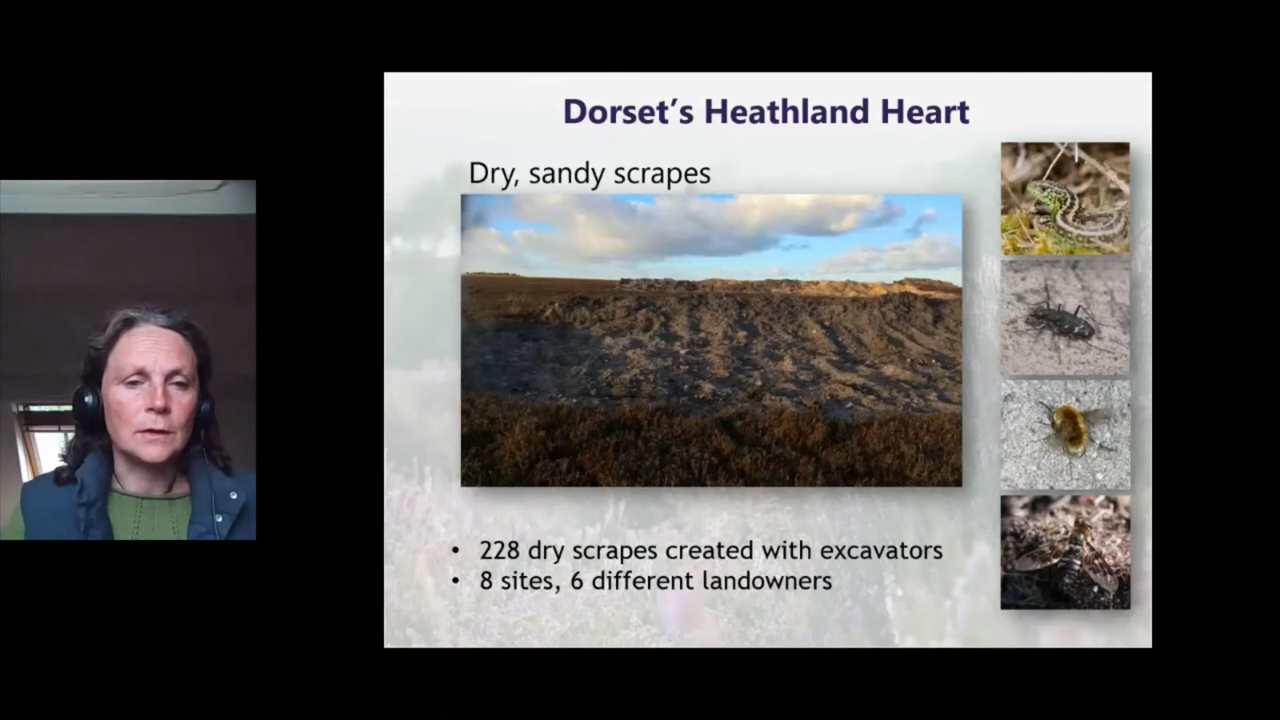 Dorset's Heathland Heart
Dry, sandy scrapes
• 228 dry scrapes created with excavators
• 8 sites, 6 different landowners